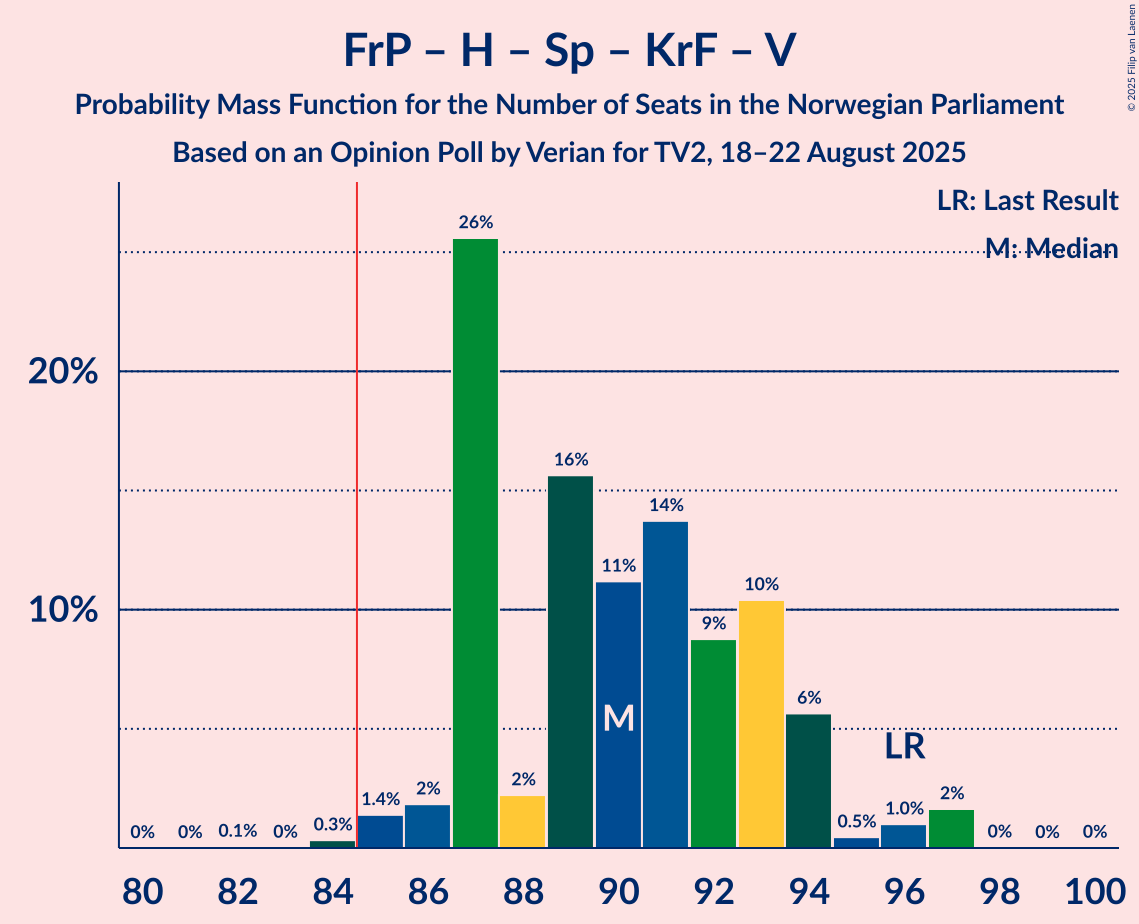 FrP – H – Sp – KrF – V
Probability Mass Function for the Number of Seats in the Norwegian Parliament
Based on an Opinion Poll by Verian for TV2, 18–22 August 2025
© 2025 Filip van Laenen
LR: Last Result
M: Median
26%
20%
16%
14%
11%
10%
10%
9%
6%
M
LR
2%
2%
2%
1.4%
1.0%
0.5%
0.3%
0%
0%
0.1%
0%
0%
0%
0%
80 82 84 86 88 90 92 94 96 98 100